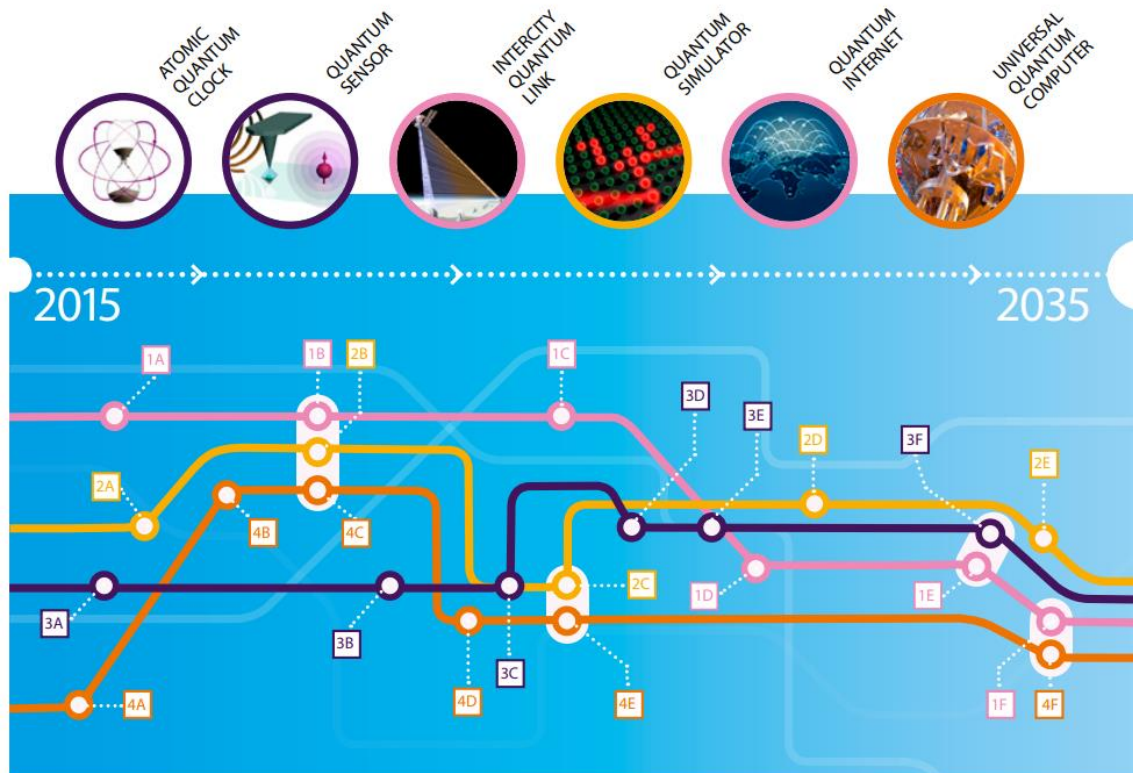 ATOMIC
QUANTUM
CLOCK
QUANTUM
SENSOR
INTERCITY
QUANTUM
LINK
QUANTUM
SIMULATOR
QUANTUM
INTERNET
UNIVERSAL
QUANTUM
COMPUTER
2015
2035
1A
1B
2B
1C
3D
3E
2D
3F
2E
2A
4B
4C
2C
1D
1E
3A
3B
3C
4A
4D
4E
1F
4F